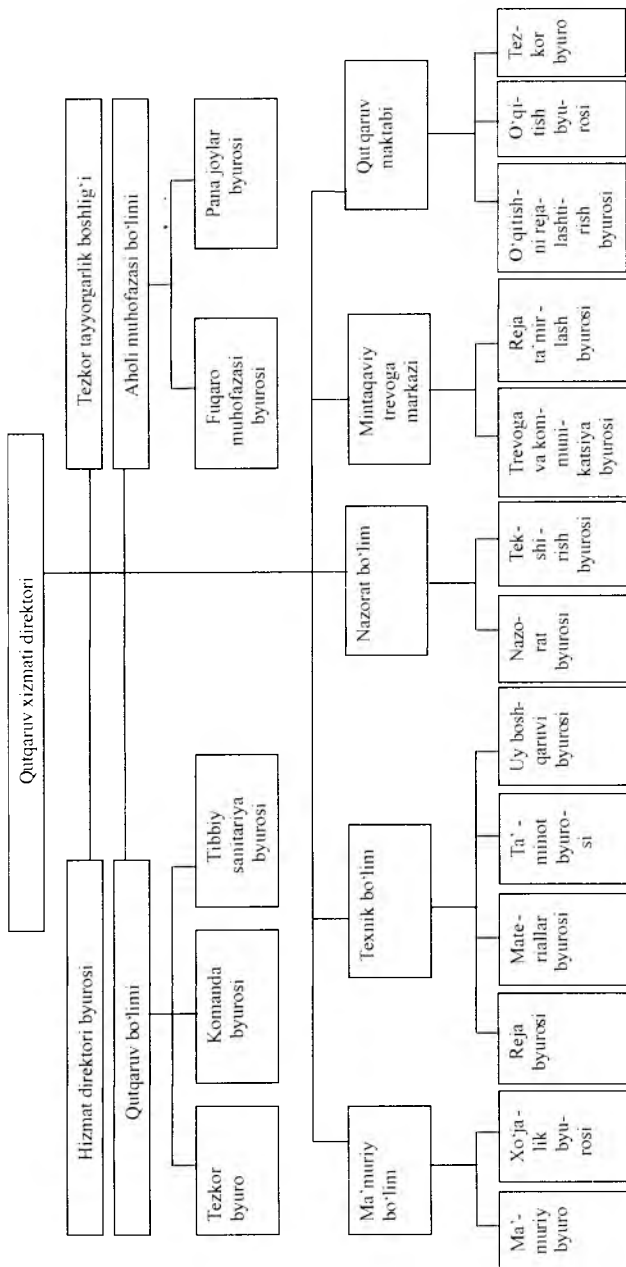 Qutqaruv xizmati direktori
Hizmat direktori byurosi
Tezkor tayyorgarlik boshlig`i
Qutqaruv bo‘limi
Aholi muhofazasi bo‘limi
Tezkor
byuro
Komanda
byurosi
Tibbiy
sanitariya
byurosi
Fuqaro
muhofazasi
byurosi
Pana joylar
byurosi
Ma`muriy
bo‘lim
Texnik bo‘lim
Nazorat bo‘lim
Mintaqaviy
trevoga
markazi
Qutqaruv
maktabi
Ma’-
muriy
byuro
Xo‘ja-
lik
byu-
rosi
Reja
byurosi
Mate-
riallar
byurosi
Ta’-
minot
byuro-
si
Uy bosh-
qaruvi
byurosi
Nazo-
rat
byurosi
Tek-
shi-
rish
byurosi
Trevoga
va kom-
muni-
katsiya
byurosi
Reja
ta`mir-
lash
byurosi
O‘qitish-
ni reja-
lashti-
rish
byurosi
O‘qi-
tish
byu-
rosi
Tez-
kor
byuro